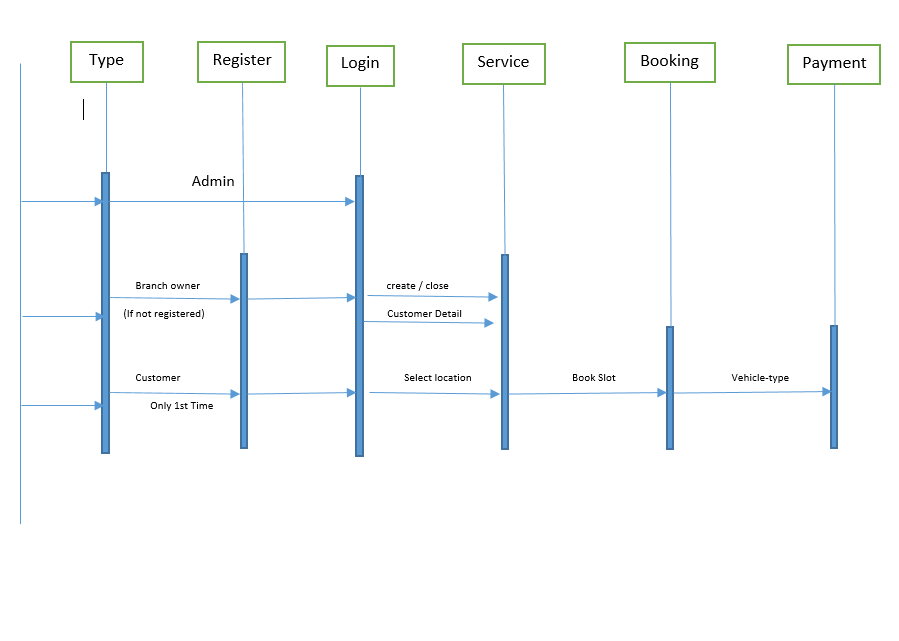 Type
Register
Login
Service
Booking
Payment
Admin
Branch owner
create / close
(If not registered)
Customer Detail
Customer
Select location
Book Slot
Vehicle-type
Only 1st Time